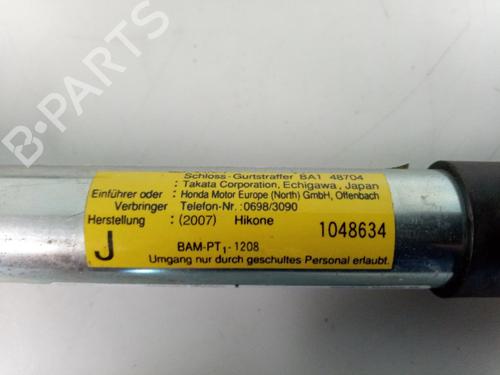 Schloss-Gurtstraffer BA1 48704
: Takata Corporation, Echigawa, Japan
Einführer oder : Honda Motor Europe (North) GmbH, Offenbach
Verbringer Telefon-Nr.:0698/3090
Herstellung : (2007) Hikone
1048634
J BAM-PT₁-1208
Umgang nur durch geschultes Personal erlaubt.
B-PARTS